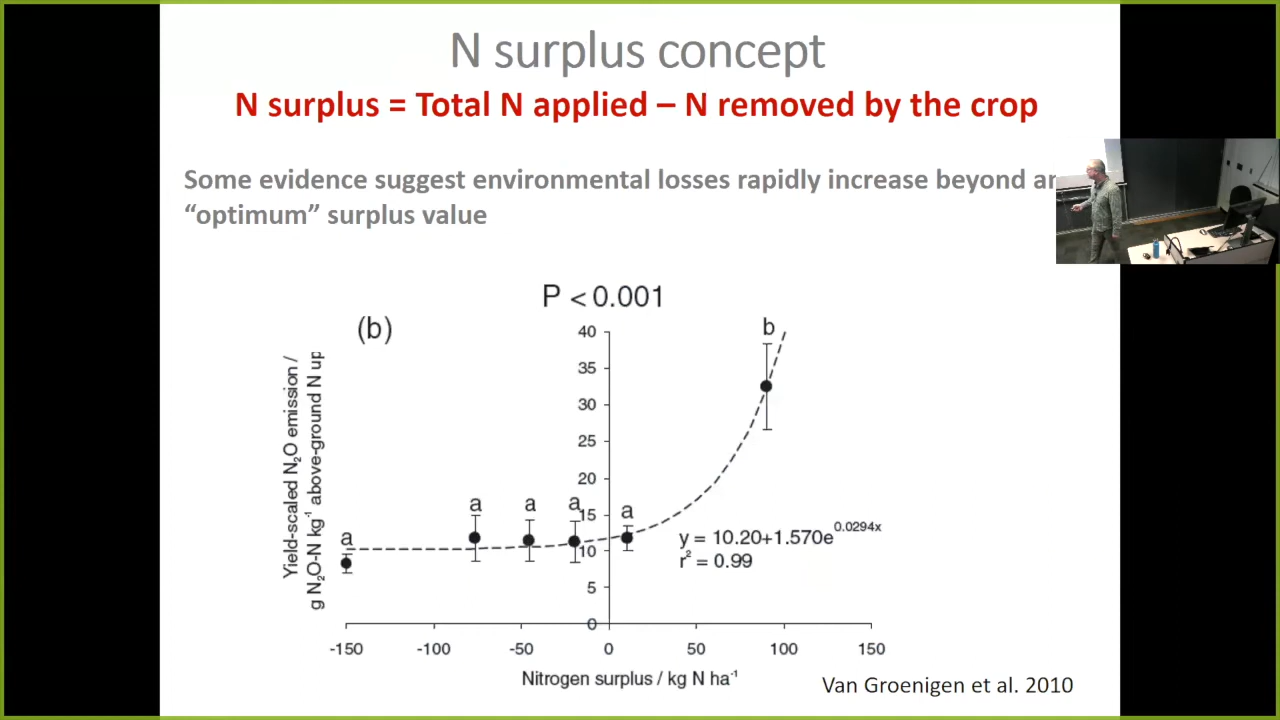 N surplus concept
N surplus = Total N applied – N removed by the crop
Some evidence suggest environmental losses rapidly increase beyond
“optimum” surplus value
P < 0.001
(b)
Yield-scaled N₂O emission /
g N₂O-N kg⁻¹ above-ground N up
40
35
30
25
20
15
10
5
0
a
a
a
a
a
b
y = 10.20+1.570e^0.0294x
r² = 0.99
-150
-100
-50
0
50
100
150
Nitrogen surplus / kg N ha⁻¹
Van Groenigen et al. 2010